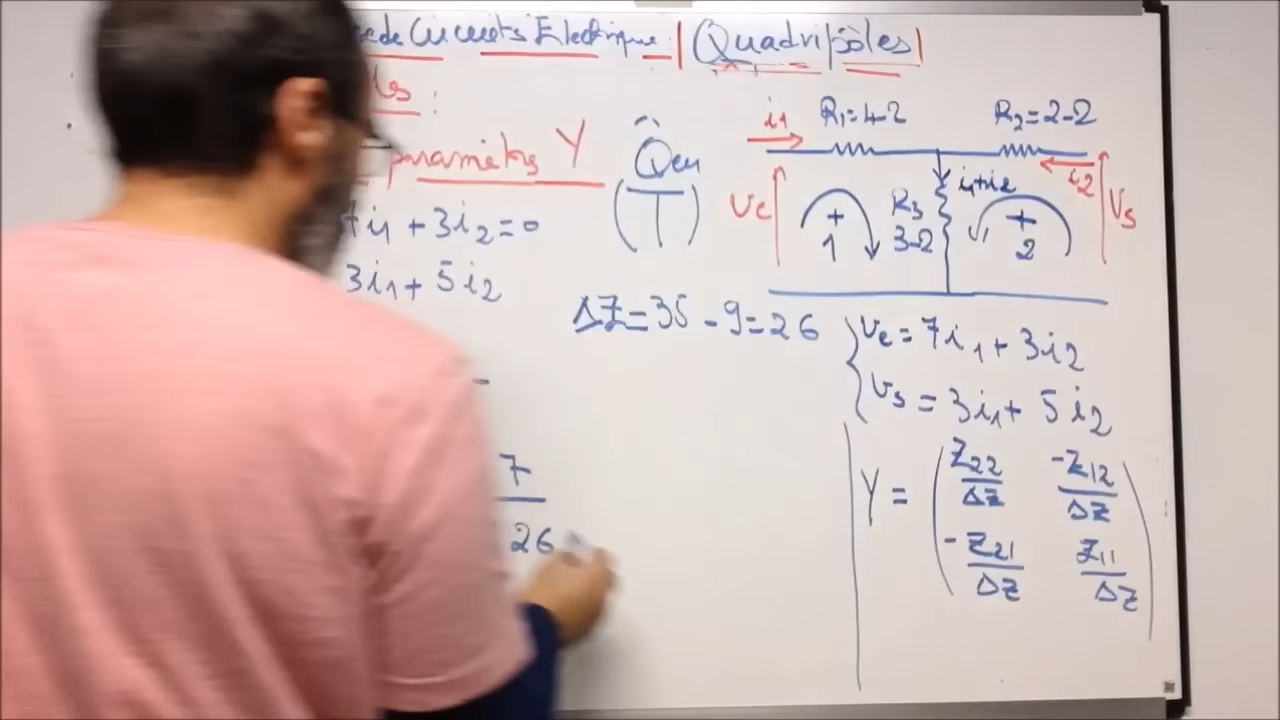 de Circuits Electrique | (Quadripôles) |
paramètres Y
i1 + 3i2 = 0
3i1 + 5i2
7
26
Q en
( T )
i1
R1=4Ω
R2=2Ω
i1+i2
i2
Ve
+
1
R3
3Ω
+
2
Vs
ΔZ = 35 - 9 = 26
Ve = 7i1 + 3i2
Vs = 3i1 + 5i2
Y =
Z22/ΔZ -Z12/ΔZ
-Z21/ΔZ Z11/ΔZ